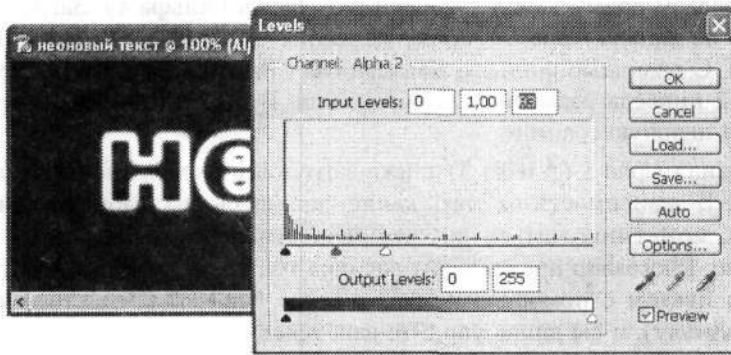 неоновый текст @ 100% (Al
не
Levels
Channel: Alpha 2
Input Levels: 0 1,00
Output Levels: 0 255
OK
Cancel
Load...
Save...
Auto
Options...
Preview